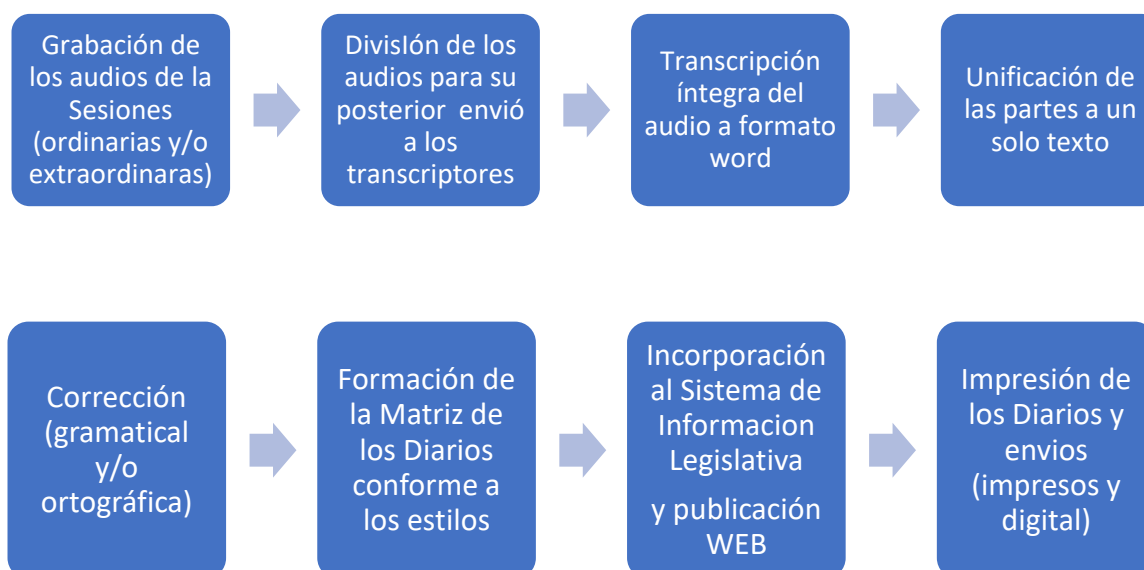 Grabación de
los audios de la
Sesiones
(ordinarias y/o
extraordinaras)
DivisIón de los
audios para su
posterior envió
a los
transcriptores
Transcripción
íntegra del
audio a formato
word
Unificación de
las partes a un
solo texto
Corrección
(gramatical
y/o
ortográfica)
Formación de
la Matriz de
los Diarios
conforme a
los estilos
Incorporación
al Sistema de
Informacion
Legislativa
y publicación
WEB
Impresión de
los Diarios y
envios
(impresos y
digital)